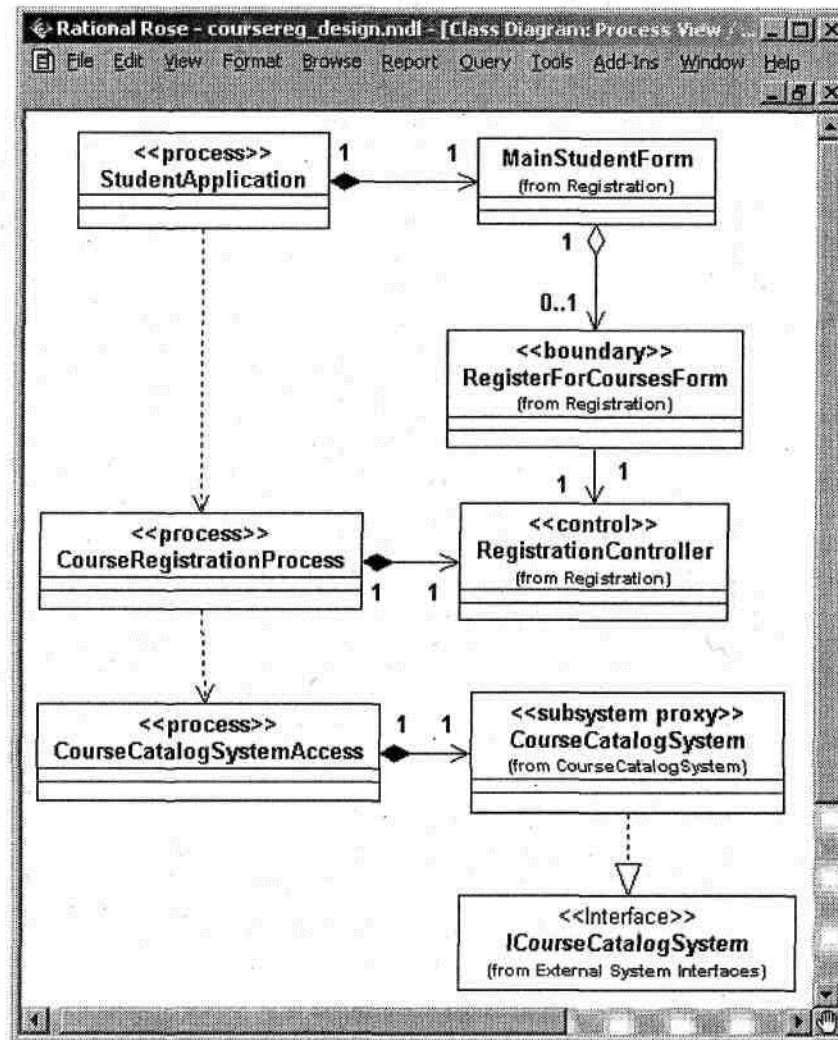 Rational Rose - coursereg_design.mdl - [Class Diagram: Process View / ...
File Edit View Format Browse Report Query Tools Add-Ins Window Help
<<process>>
StudentApplication
1 1
MainStudentForm
(from Registration)
1
0..1
<<boundary>>
RegisterForCoursesForm
(from Registration)
1
1
<<process>>
CourseRegistrationProcess
1 1
<<control>>
RegistrationController
(from Registration)
<<process>>
CourseCatalogSystemAccess
1 1
<<subsystem proxy>>
CourseCatalogSystem
(from CourseCatalogSystem)
<<Interface>>
ICourseCatalogSystem
(from External System Interfaces)